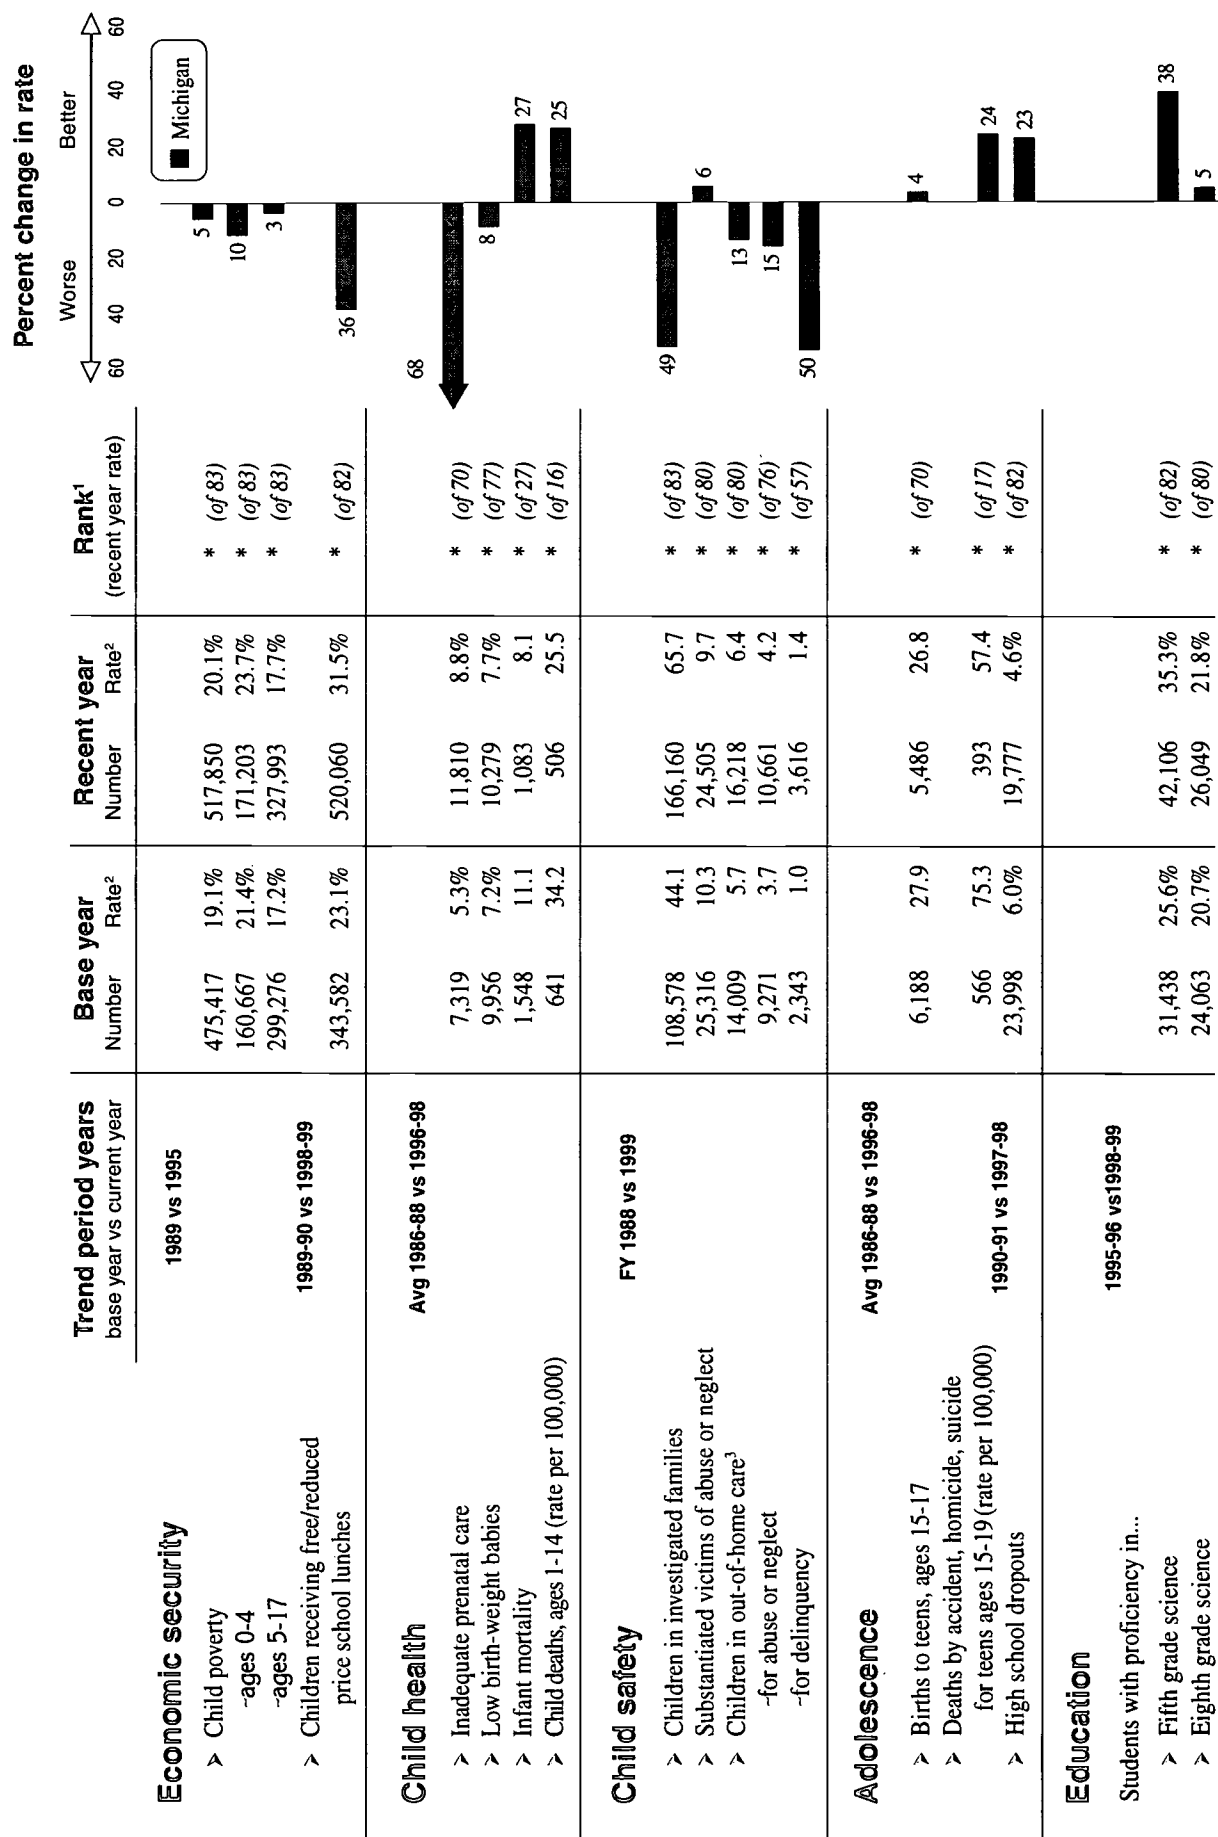 Percent change in rate
Trend period years Base year Recent year Rank¹ Worse Better
base year vs current year Number Rate² Number Rate² (recent year rate) 60 40 20 0 20 40 60
Michigan
Economic security 1989 vs 1995
➢ Child poverty 475,417 19.1% 517,850 20.1% * (of 83) 5
~ages 0-4 160,667 21.4% 171,203 23.7% * (of 83) 10
~ages 5-17 299,276 17.2% 327,993 17.7% * (of 83) 3
➢ Children receiving free/reduced 1989-90 vs 1998-99
price school lunches 343,582 23.1% 520,060 31.5% * (of 82) 36
Child health Avg 1986-88 vs 1996-98
➢ Inadequate prenatal care 7,319 5.3% 11,810 8.8% * (of 70) 68
➢ Low birth-weight babies 9,956 7.2% 10,279 7.7% * (of 77) 8
➢ Infant mortality 1,548 11.1 1,083 8.1 * (of 27) 27
➢ Child deaths, ages 1-14 (rate per 100,000) 641 34.2 506 25.5 * (of 16) 25
Child safety FY 1988 vs 1999
➢ Children in investigated families 108,578 44.1 166,160 65.7 * (of 83) 49
➢ Substantiated victims of abuse or neglect 25,316 10.3 24,505 9.7 * (of 80) 6
➢ Children in out-of-home care³ 14,009 5.7 16,218 6.4 * (of 80) 13
~for abuse or neglect 9,271 3.7 10,661 4.2 * (of 76) 15
~for delinquency 2,343 1.0 3,616 1.4 * (of 57) 50
Adolescence Avg 1986-88 vs 1996-98
➢ Births to teens, ages 15-17 6,188 27.9 5,486 26.8 * (of 70) 4
➢ Deaths by accident, homicide, suicide
for teens ages 15-19 (rate per 100,000) 566 75.3 393 57.4 * (of 17) 24
➢ High school dropouts 1990-91 vs 1997-98 23,998 6.0% 19,777 4.6% * (of 82) 23
Education 1995-96 vs1998-99
Students with proficiency in...
➢ Fifth grade science 31,438 25.6% 42,106 35.3% * (of 82) 38
➢ Eighth grade science 24,063 20.7% 26,049 21.8% * (of 80) 5